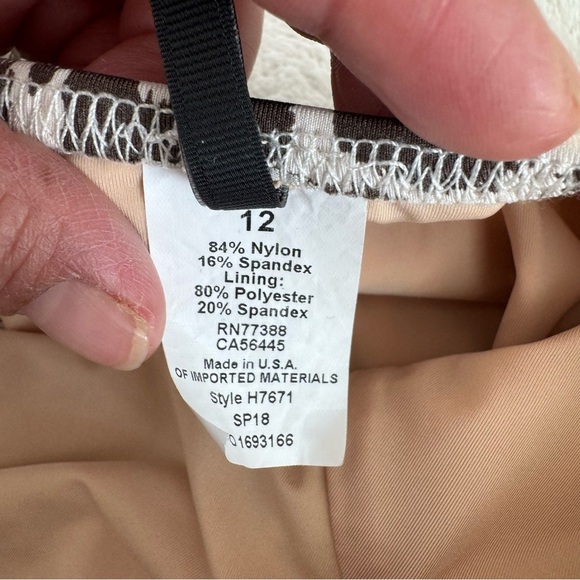 12
84% Nylon
16% Spandex
Lining:
80% Polyester
20% Spandex
RN77388
CA56445
Made in U.S.A.
OF IMPORTED MATERIALS
Style H7671
SP18
O1693166